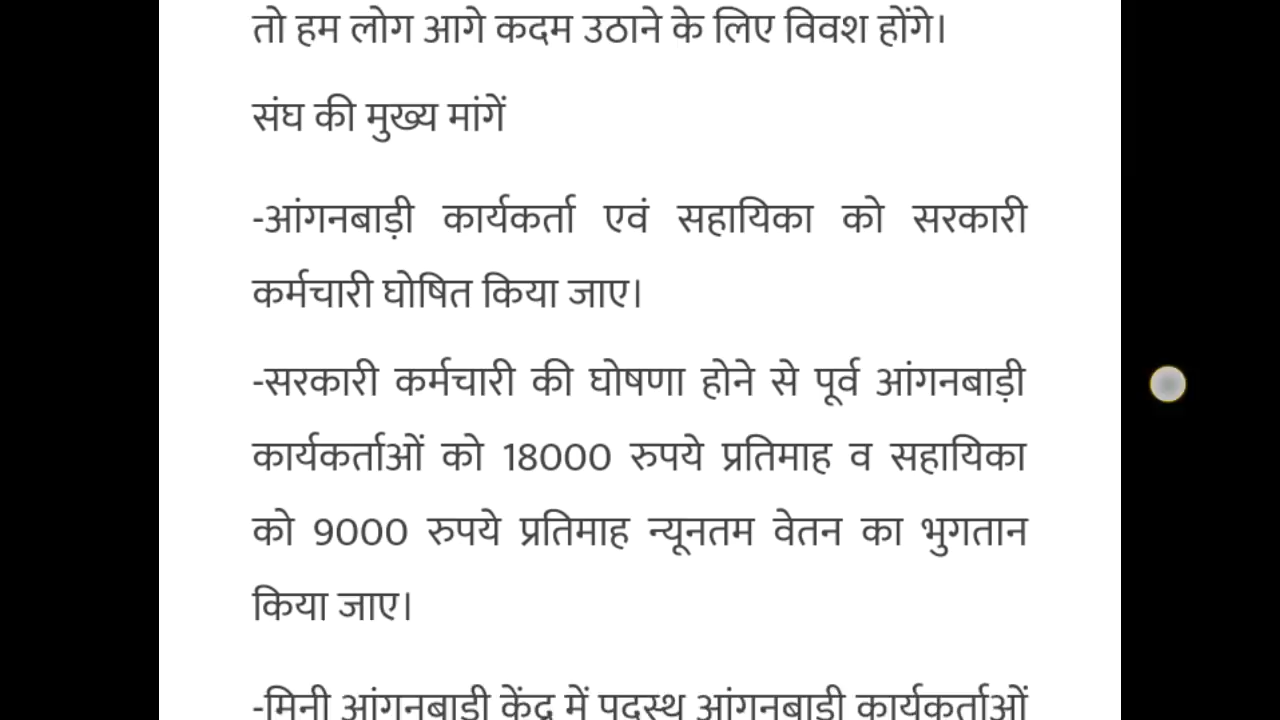 तो हम लोग आगे कदम उठाने के लिए विवश होंगे।
संघ की मुख्य मांगें
-आंगनबाड़ी कार्यकर्ता एवं सहायिका को सरकारी
कर्मचारी घोषित किया जाए।
-सरकारी कर्मचारी की घोषणा होने से पूर्व आंगनबाड़ी
कार्यकर्ताओं को 18000 रुपये प्रतिमाह व सहायिका
को 9000 रुपये प्रतिमाह न्यूनतम वेतन का भुगतान
किया जाए।
-मिनी आंगनबाड़ी केंद्र में पदस्थ आंगनबाड़ी कार्यकर्ताओं